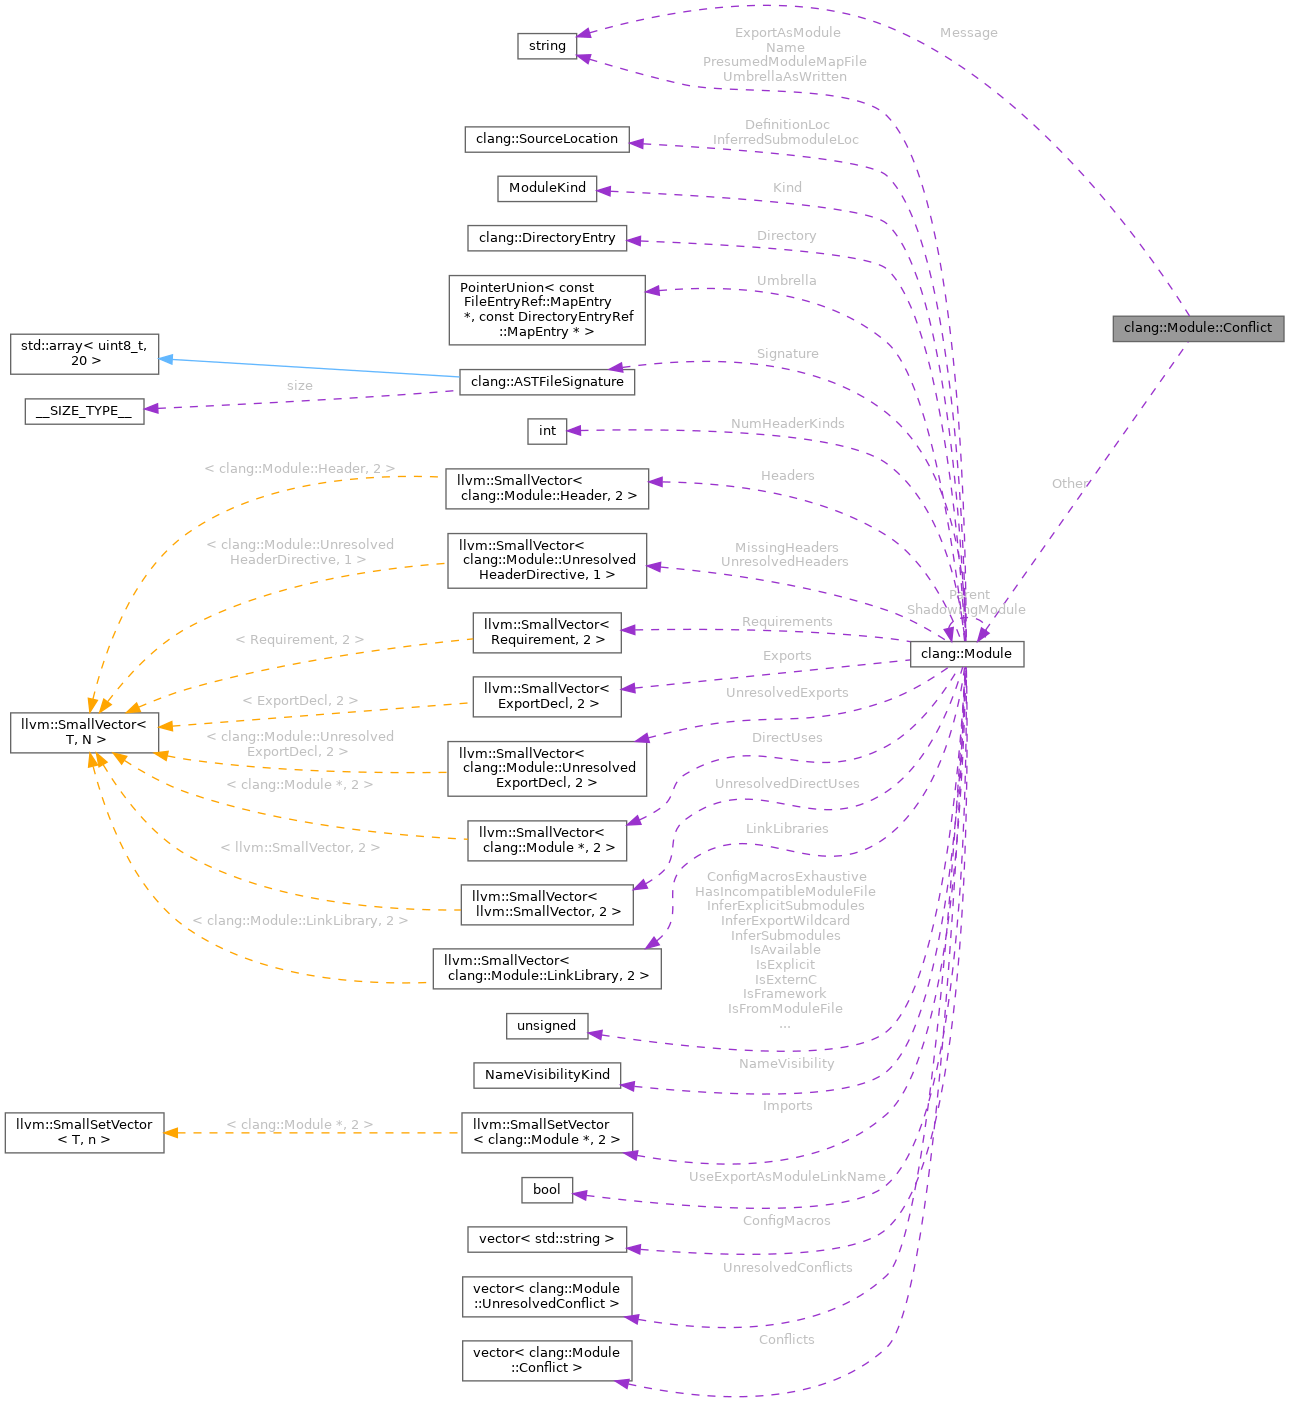 Message
string
ExportAsModule
Name
PresumedModuleMapFile
UmbrellaAsWritten
clang::SourceLocation
DefinitionLoc
InferredSubmoduleLoc
ModuleKind
Kind
clang::DirectoryEntry
Directory
PointerUnion< const
FileEntryRef::MapEntry
*, const DirectoryEntryRef
::MapEntry * >
Umbrella
clang::Module::Conflict
std::array< uint8_t,
20 >
Signature
clang::ASTFileSignature
size
__SIZE_TYPE__
int
NumHeaderKinds
< clang::Module::Header, 2 >
llvm::SmallVector<
clang::Module::Header, 2 >
Headers
Other
< clang::Module::Unresolved
HeaderDirective, 1 >
llvm::SmallVector<
clang::Module::Unresolved
HeaderDirective, 1 >
MissingHeaders
UnresolvedHeaders
Parent
ShadowingModule
< Requirement, 2 >
llvm::SmallVector<
Requirement, 2 >
Requirements
clang::Module
Exports
llvm::SmallVector<
ExportDecl, 2 >
< ExportDecl, 2 >
UnresolvedExports
llvm::SmallVector<
T, N >
< clang::Module::Unresolved
ExportDecl, 2 >
llvm::SmallVector<
clang::Module::Unresolved
ExportDecl, 2 >
DirectUses
< clang::Module *, 2 >
UnresolvedDirectUses
llvm::SmallVector<
clang::Module *, 2 >
LinkLibraries
< llvm::SmallVector, 2 >
llvm::SmallVector<
llvm::SmallVector, 2 >
< clang::Module::LinkLibrary, 2 >
llvm::SmallVector<
clang::Module::LinkLibrary, 2 >
ConfigMacrosExhaustive
HasIncompatibleModuleFile
InferExplicitSubmodules
InferExportWildcard
InferSubmodules
IsAvailable
IsExplicit
IsExternC
IsFramework
IsFromModuleFile
...
unsigned
NameVisibilityKind
NameVisibility
Imports
llvm::SmallSetVector
< T, n >
< clang::Module *, 2 >
llvm::SmallSetVector
< clang::Module *, 2 >
UseExportAsModuleLinkName
bool
ConfigMacros
vector< std::string >
UnresolvedConflicts
vector< clang::Module
::UnresolvedConflict >
Conflicts
vector< clang::Module
::Conflict >